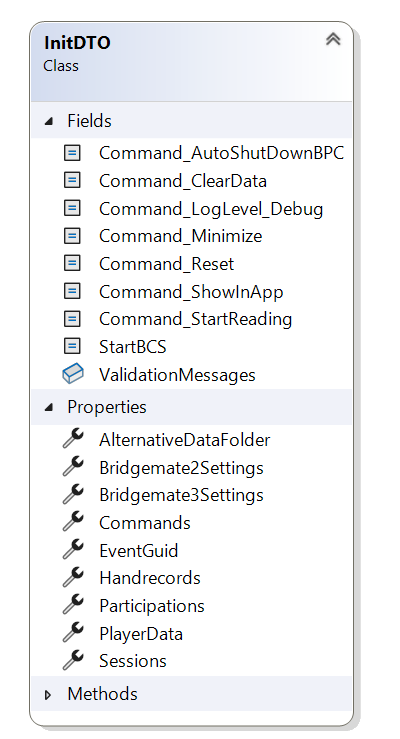 InitDTO
Class
Fields
Command_AutoShutDownBPC
Command_ClearData
Command_LogLevel_Debug
Command_Minimize
Command_Reset
Command_ShowInApp
Command_StartReading
StartBCS
ValidationMessages
Properties
AlternativeDataFolder
Bridgemate2Settings
Bridgemate3Settings
Commands
EventGuid
Handrecords
Participations
PlayerData
Sessions
Methods